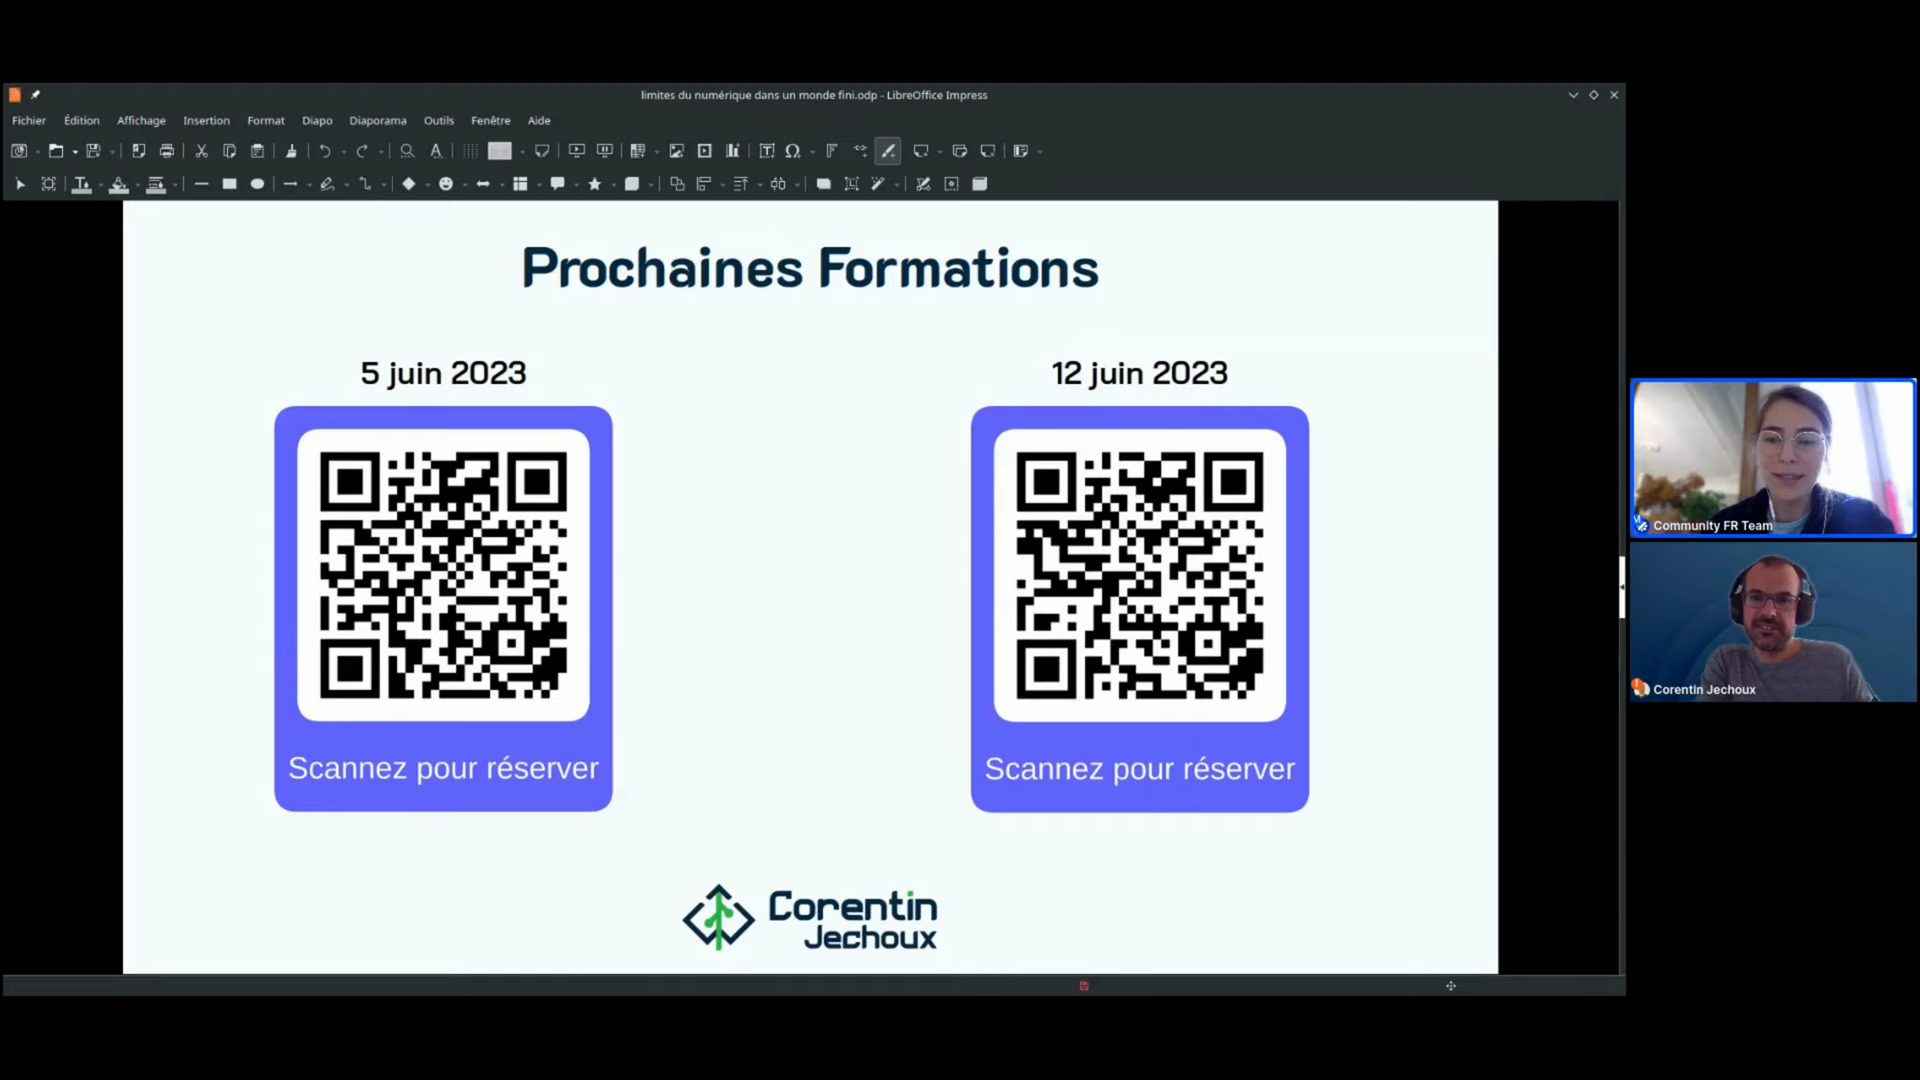 limites du numérique dans un monde fini.odp - LibreOffice Impress
Fichier Édition Affichage Insertion Format Diapo Diaporama Outils Fenêtre Aide
Prochaines Formations
5 juin 2023
12 juin 2023
Scannez pour réserver
Scannez pour réserver
Corentin
Jechoux
Community FR Team
Corentin Jechoux